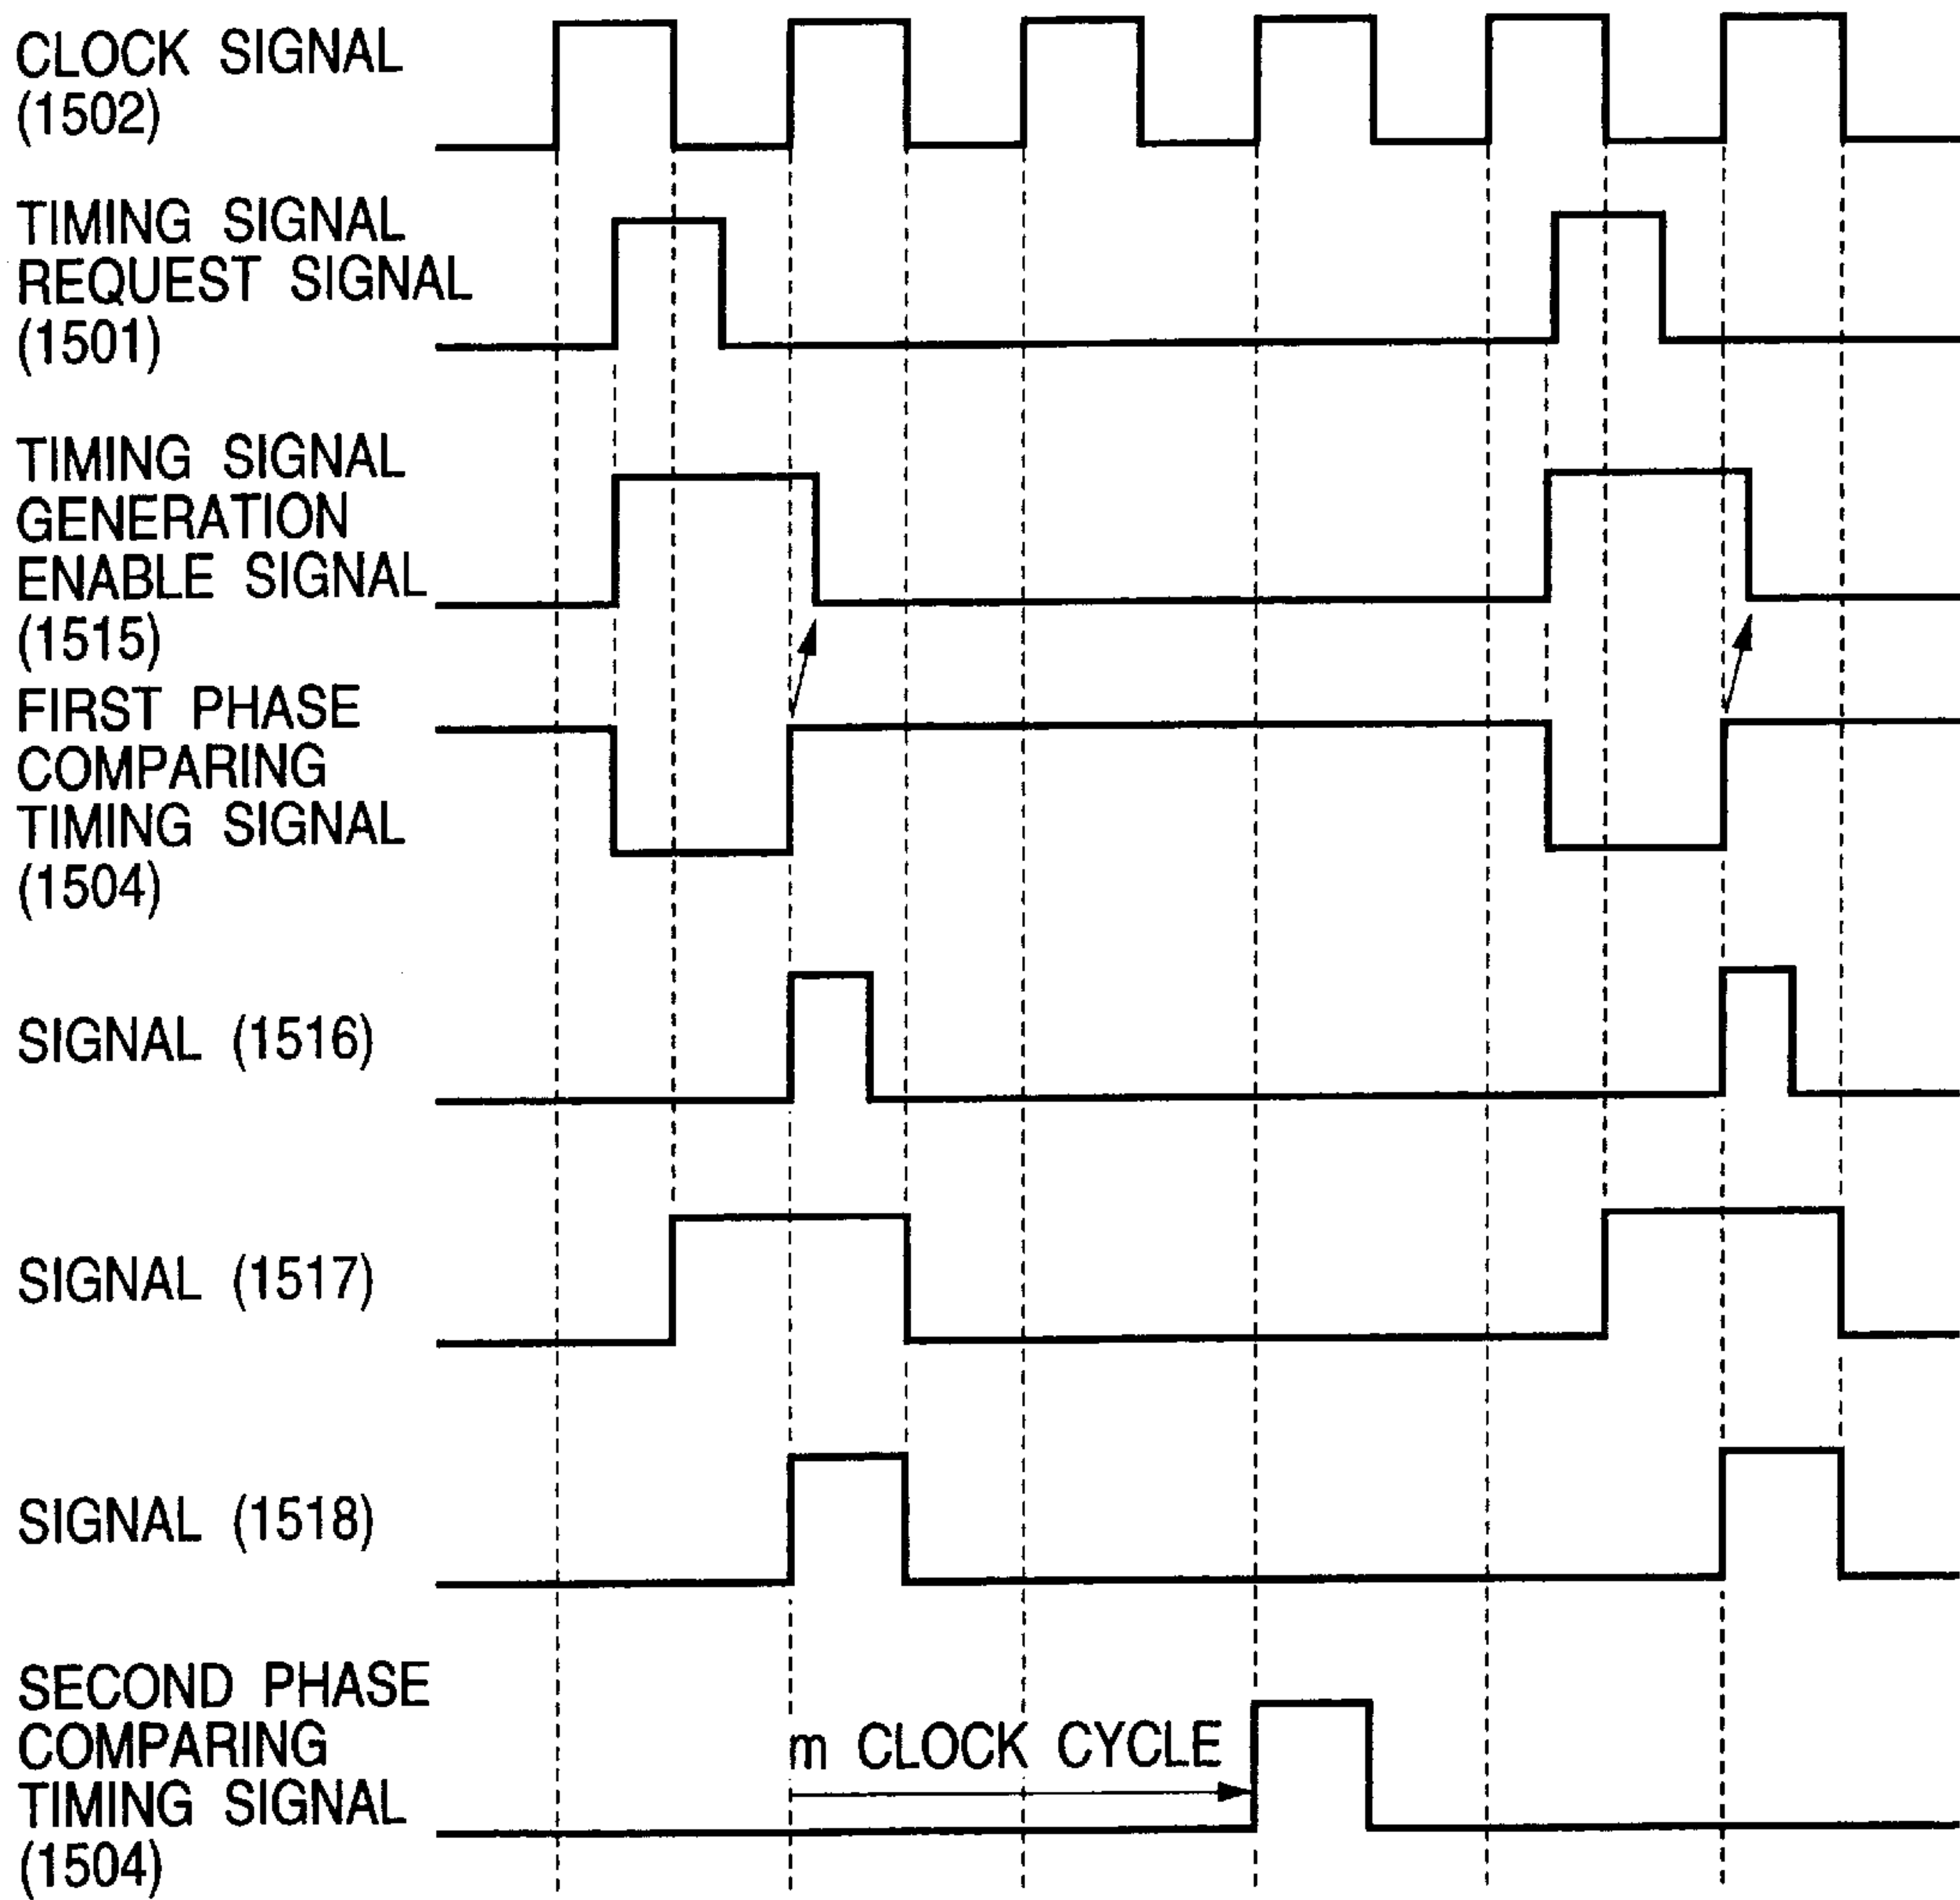 CLOCK SIGNAL
(1502)
TIMING SIGNAL
REQUEST SIGNAL
(1501)
TIMING SIGNAL
GENERATION
ENABLE SIGNAL
(1515)
FIRST PHASE
COMPARING
TIMING SIGNAL
(1504)
SIGNAL (1516)
SIGNAL (1517)
SIGNAL (1518)
SECOND PHASE
COMPARING
TIMING SIGNAL
(1504)
m CLOCK CYCLE